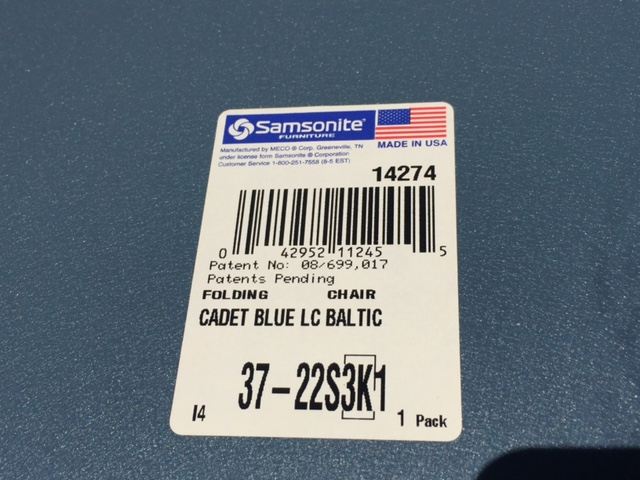 Samsonite®
FURNITURE
MADE IN USA
Manufactured by MECO ® Corp. Greeneville, TN
under license form Samsonite ® Corporation
Customer Service 1-800-251-7558 (8-5 EST)
14274
0 42952 11245 5
Patent No: 08/699,017
Patents Pending
FOLDING CHAIR
CADET BLUE LC BALTIC
37-22S3K1
I4 1 Pack